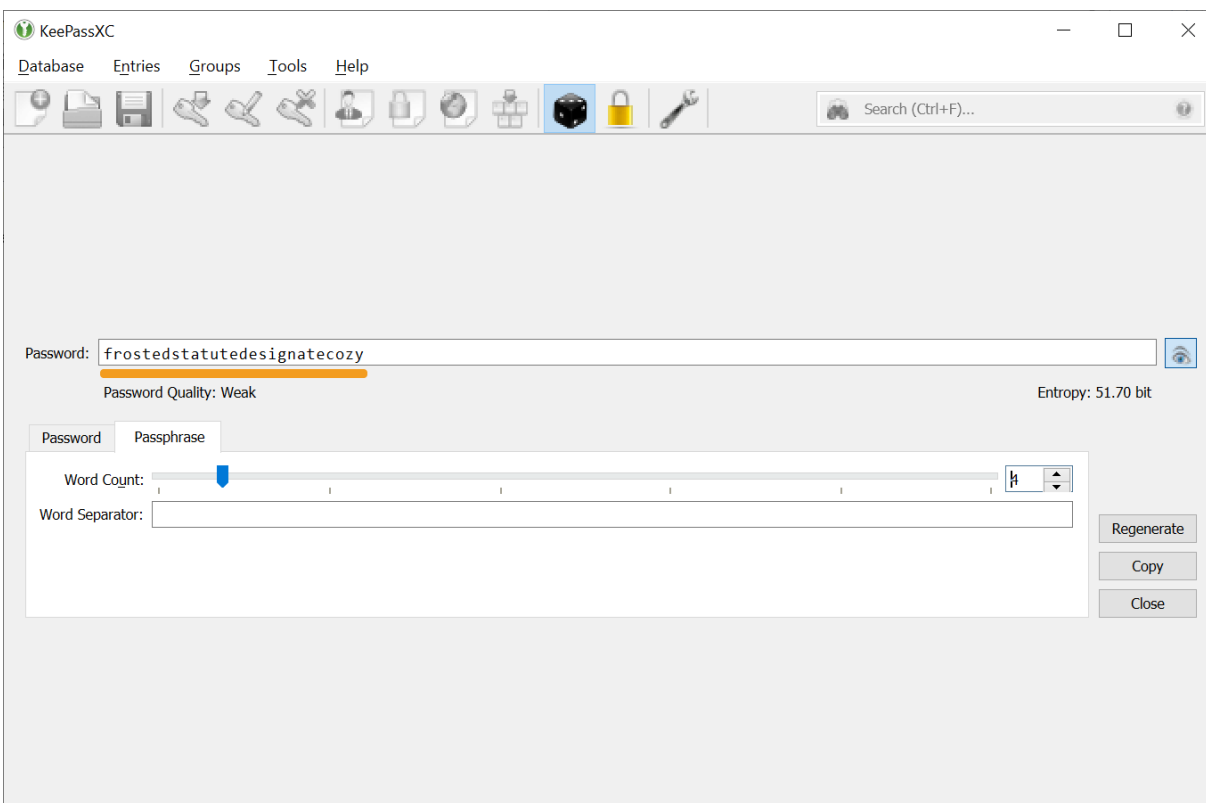 KeePassXC
Database Entries Groups Tools Help
Search (Ctrl+F)...
Password: frostedstatutedesignatecozy
Password Quality: Weak Entropy: 51.70 bit
Password Passphrase
Word Count: 4
Word Separator:
Regenerate
Copy
Close